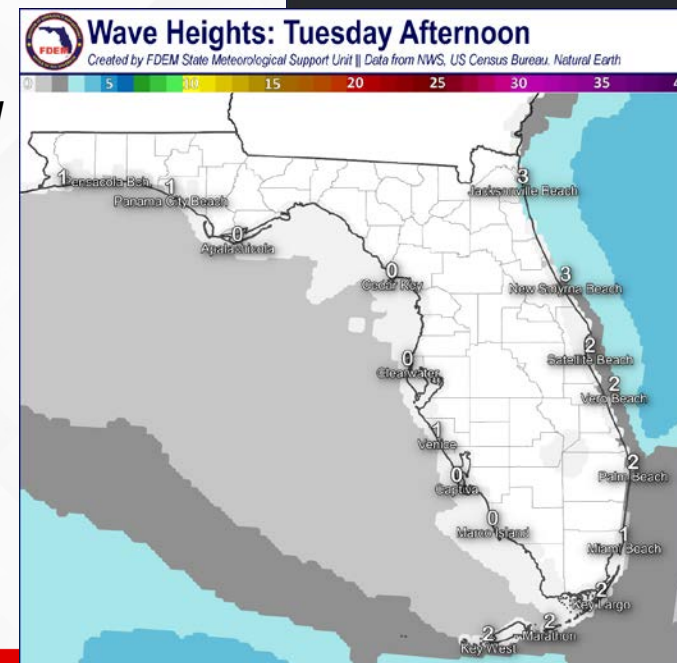 FDEM
Wave Heights: Tuesday Afternoon
Created by FDEM State Meteorological Support Unit || Data from NWS, US Census Bureau, Natural Earth
0 5 10 15 20 25 30 35 4
1
Pensacola Bch
1
Panama City Beach
0
Apalachicola
3
Jacksonville Beach
0
Cedar Key
3
New Smyrna Beach
0
Clearwater
2
Satellite Beach
2
Vero Beach
1
Venice
0
Captiva
2
Palm Beach
0
Marco Island
1
Miami Beach
2
Key Largo
2
Marathon
2
Key West